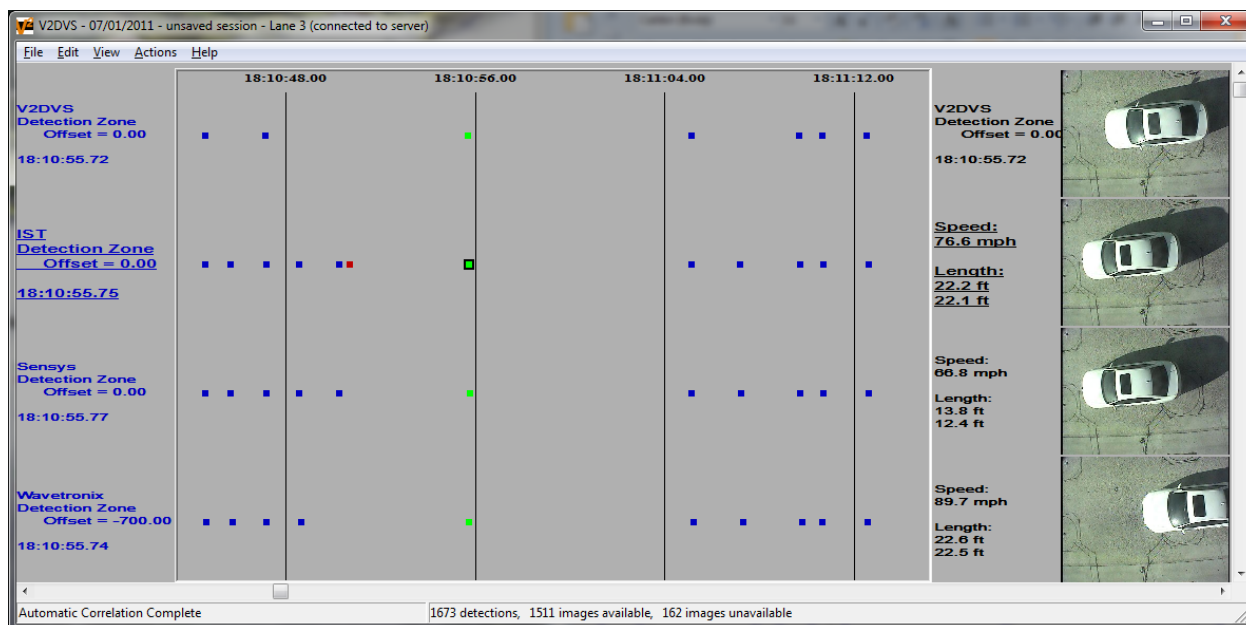 V2DVS - 07/01/2011 - unsaved session - Lane 3 (connected to server)
File Edit View Actions Help
18:10:48.00 18:10:56.00 18:11:04.00 18:11:12.00
V2DVS
Detection Zone
Offset = 0.00
18:10:55.72
V2DVS
Detection Zone
Offset = 0.00
18:10:55.72
IST
Detection Zone
Offset = 0.00
18:10:55.75
Speed:
76.6 mph
Length:
22.2 ft
22.1 ft
Sensys
Detection Zone
Offset = 0.00
18:10:55.77
Speed:
66.8 mph
Length:
13.8 ft
12.4 ft
Wavetronix
Detection Zone
Offset = -700.00
18:10:55.74
Speed:
89.7 mph
Length:
22.6 ft
22.5 ft
Automatic Correlation Complete
1673 detections, 1511 images available, 162 images unavailable